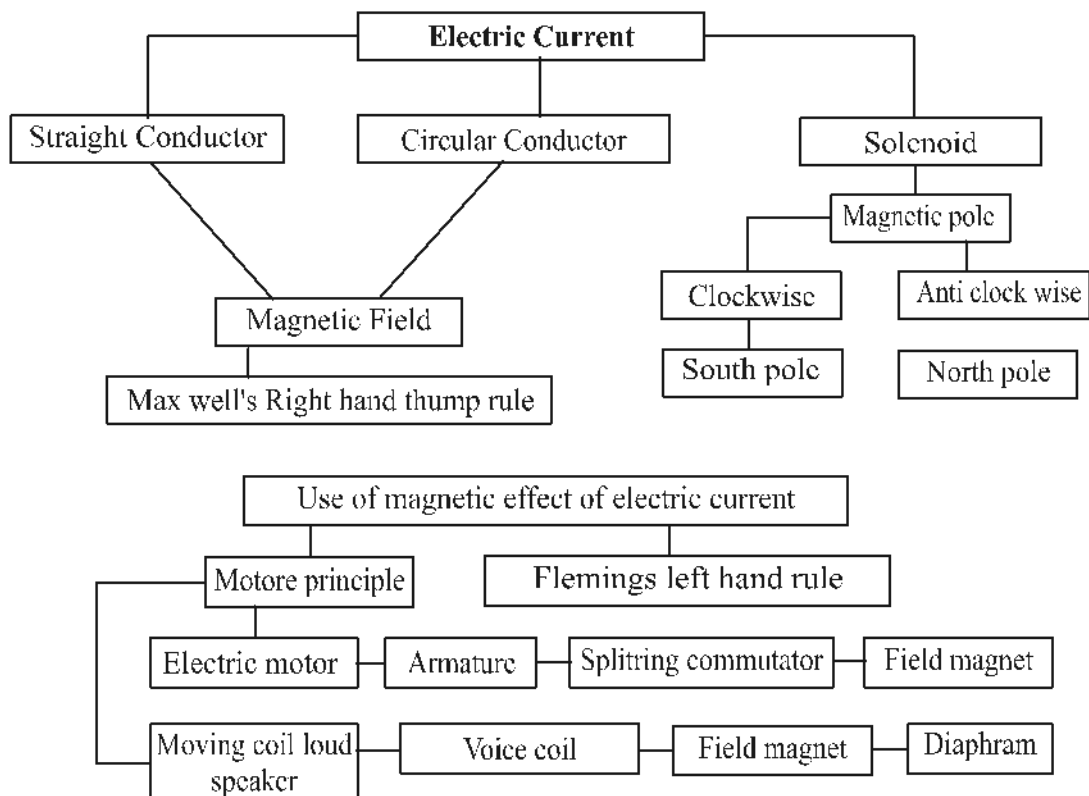 Electric Current
Straight Conductor
Circular Conductor
Solenoid
Magnetic pole
Clockwise
Anti clock wise
Magnetic Field
South pole
North pole
Max well's Right hand thump rule
Use of magnetic effect of electric current
Motore principle
Flemings left hand rule
Electric motor
Armature
Splitring commutator
Field magnet
Moving coil loud
speaker
Voice coil
Field magnet
Diaphram